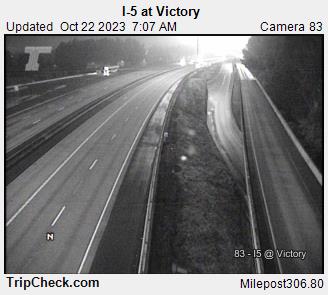 I-5 at Victory
Updated  Oct 22 2023  7:07 AM
Camera 83
T
N
83 - I5 @ Victory
TripCheck.com
Milepost306.80